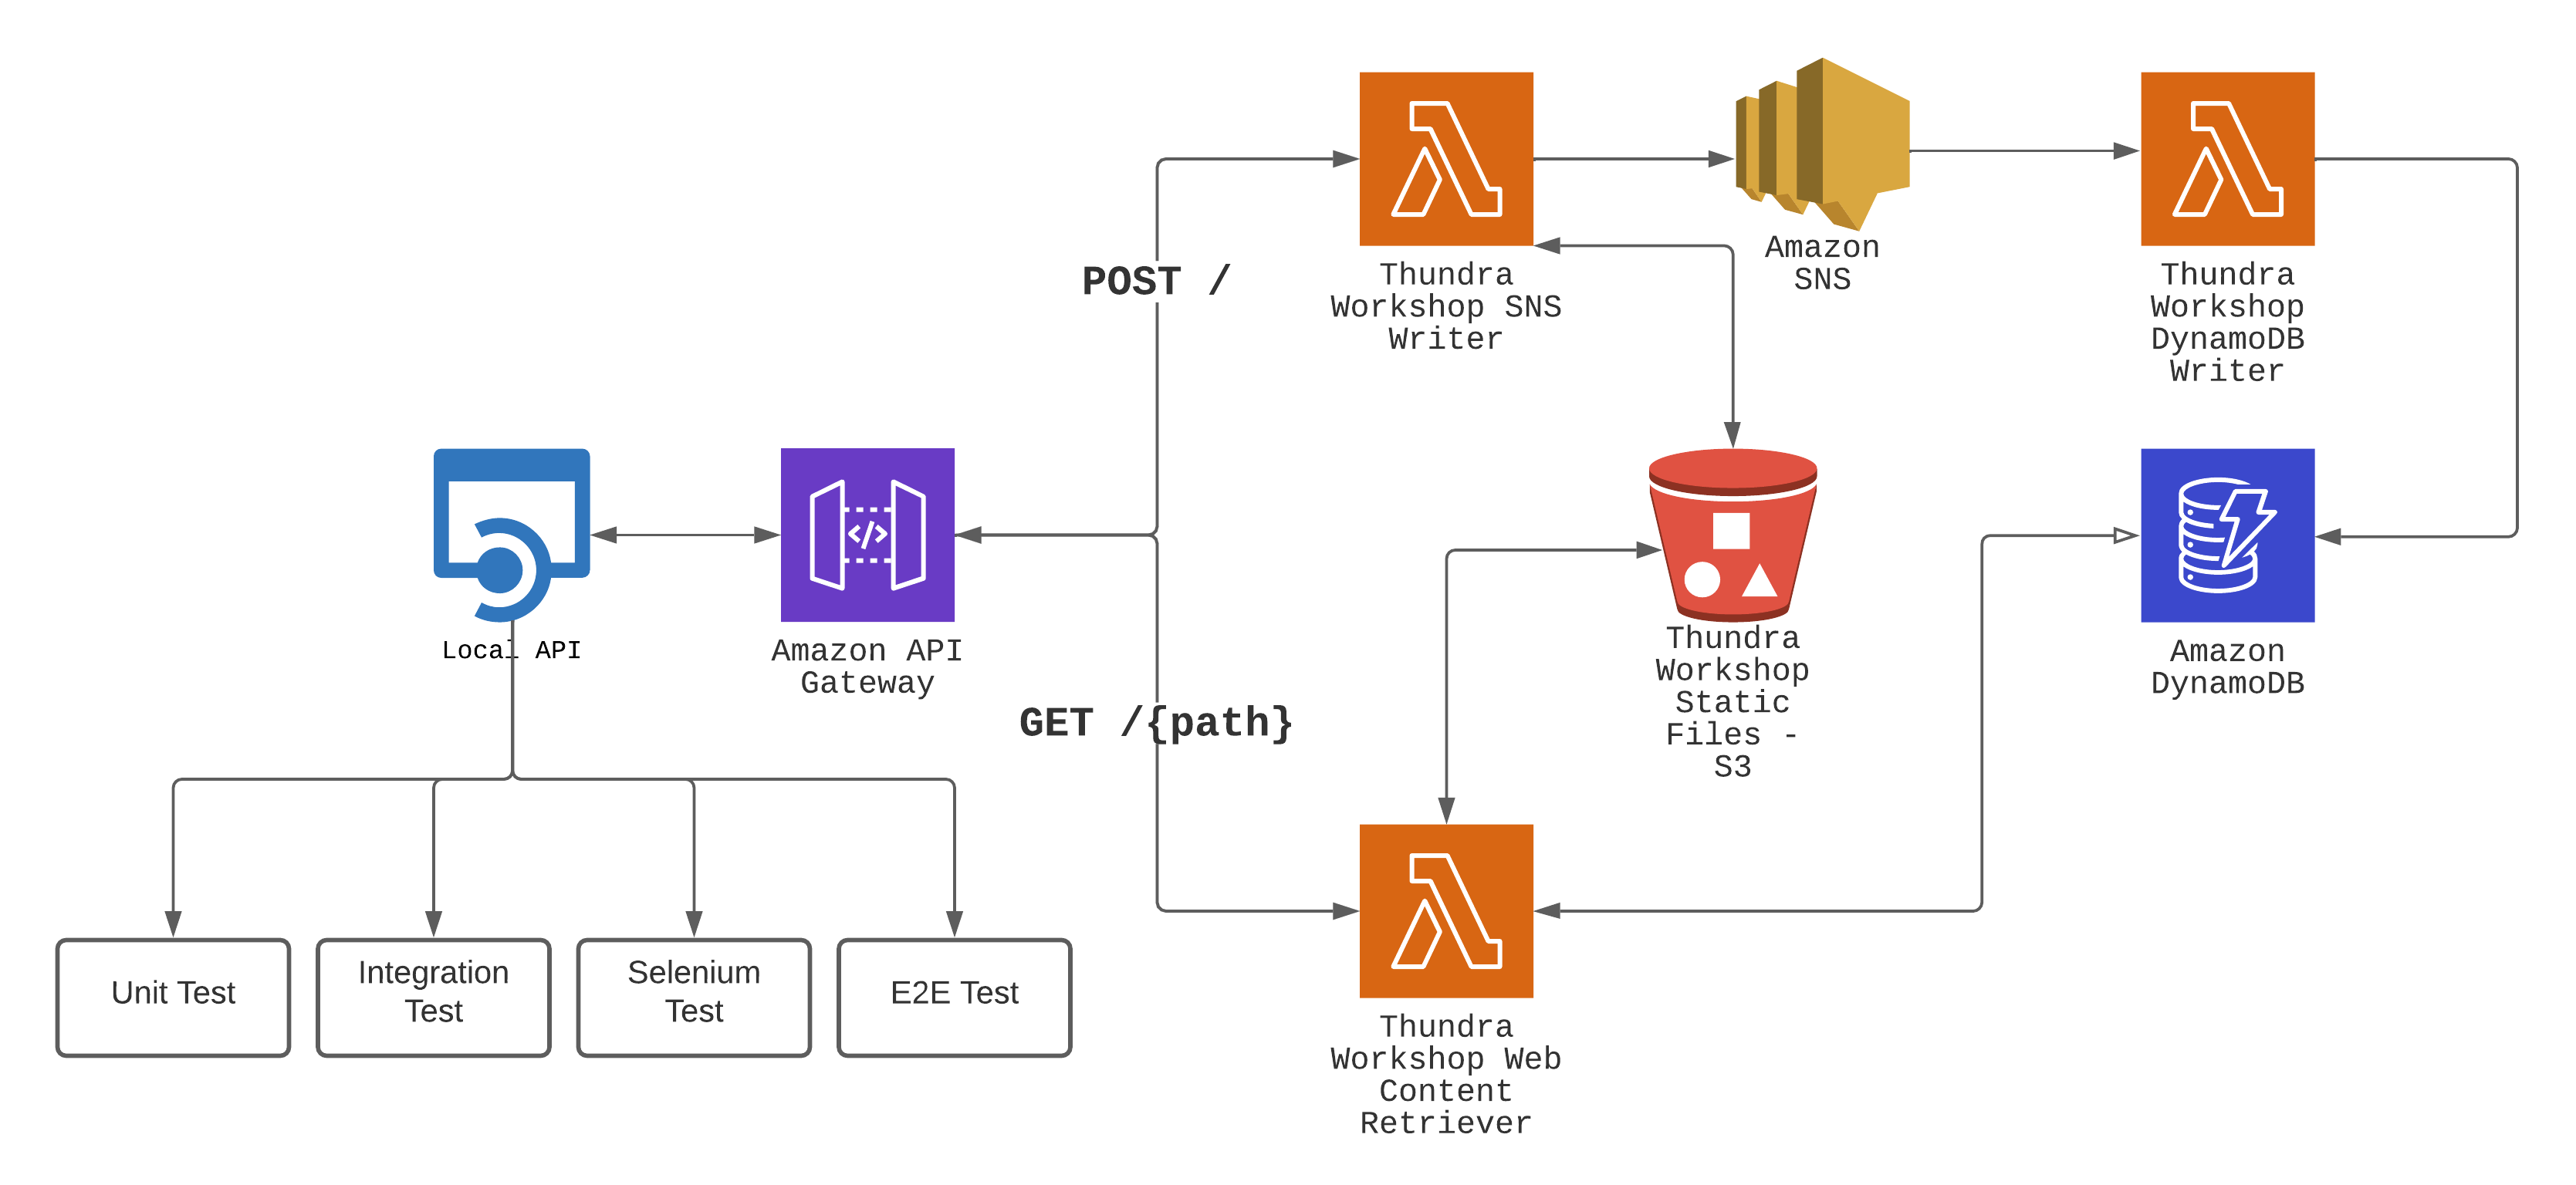 Amazon
SNS
Thundra
Workshop SNS
Writer
Thundra
Workshop
DynamoDB
Writer
POST /
Local API
Amazon API
Gateway
Thundra
Workshop
Static
Files -
S3
Amazon
DynamoDB
GET /{path}
Unit Test
Integration
Test
Selenium
Test
E2E Test
Thundra
Workshop Web
Content
Retriever